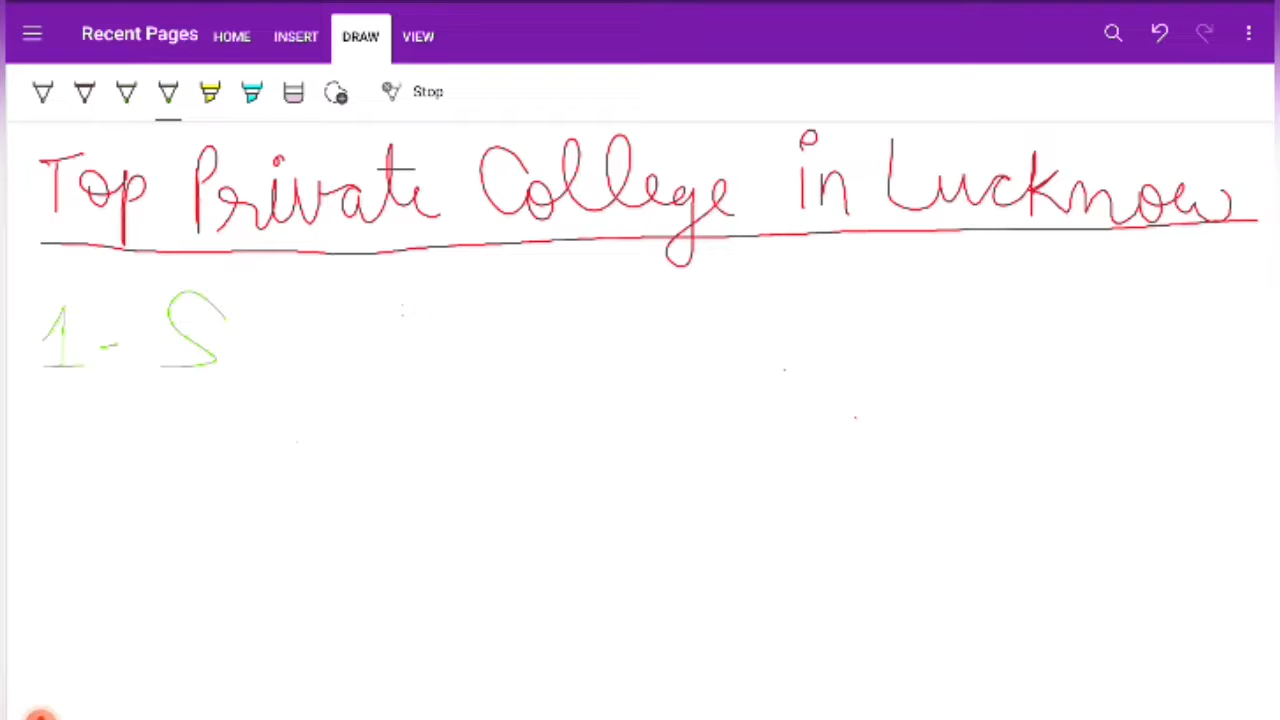 Recent Pages HOME INSERT DRAW VIEW
Stop
Top Private College in Lucknow
1- S